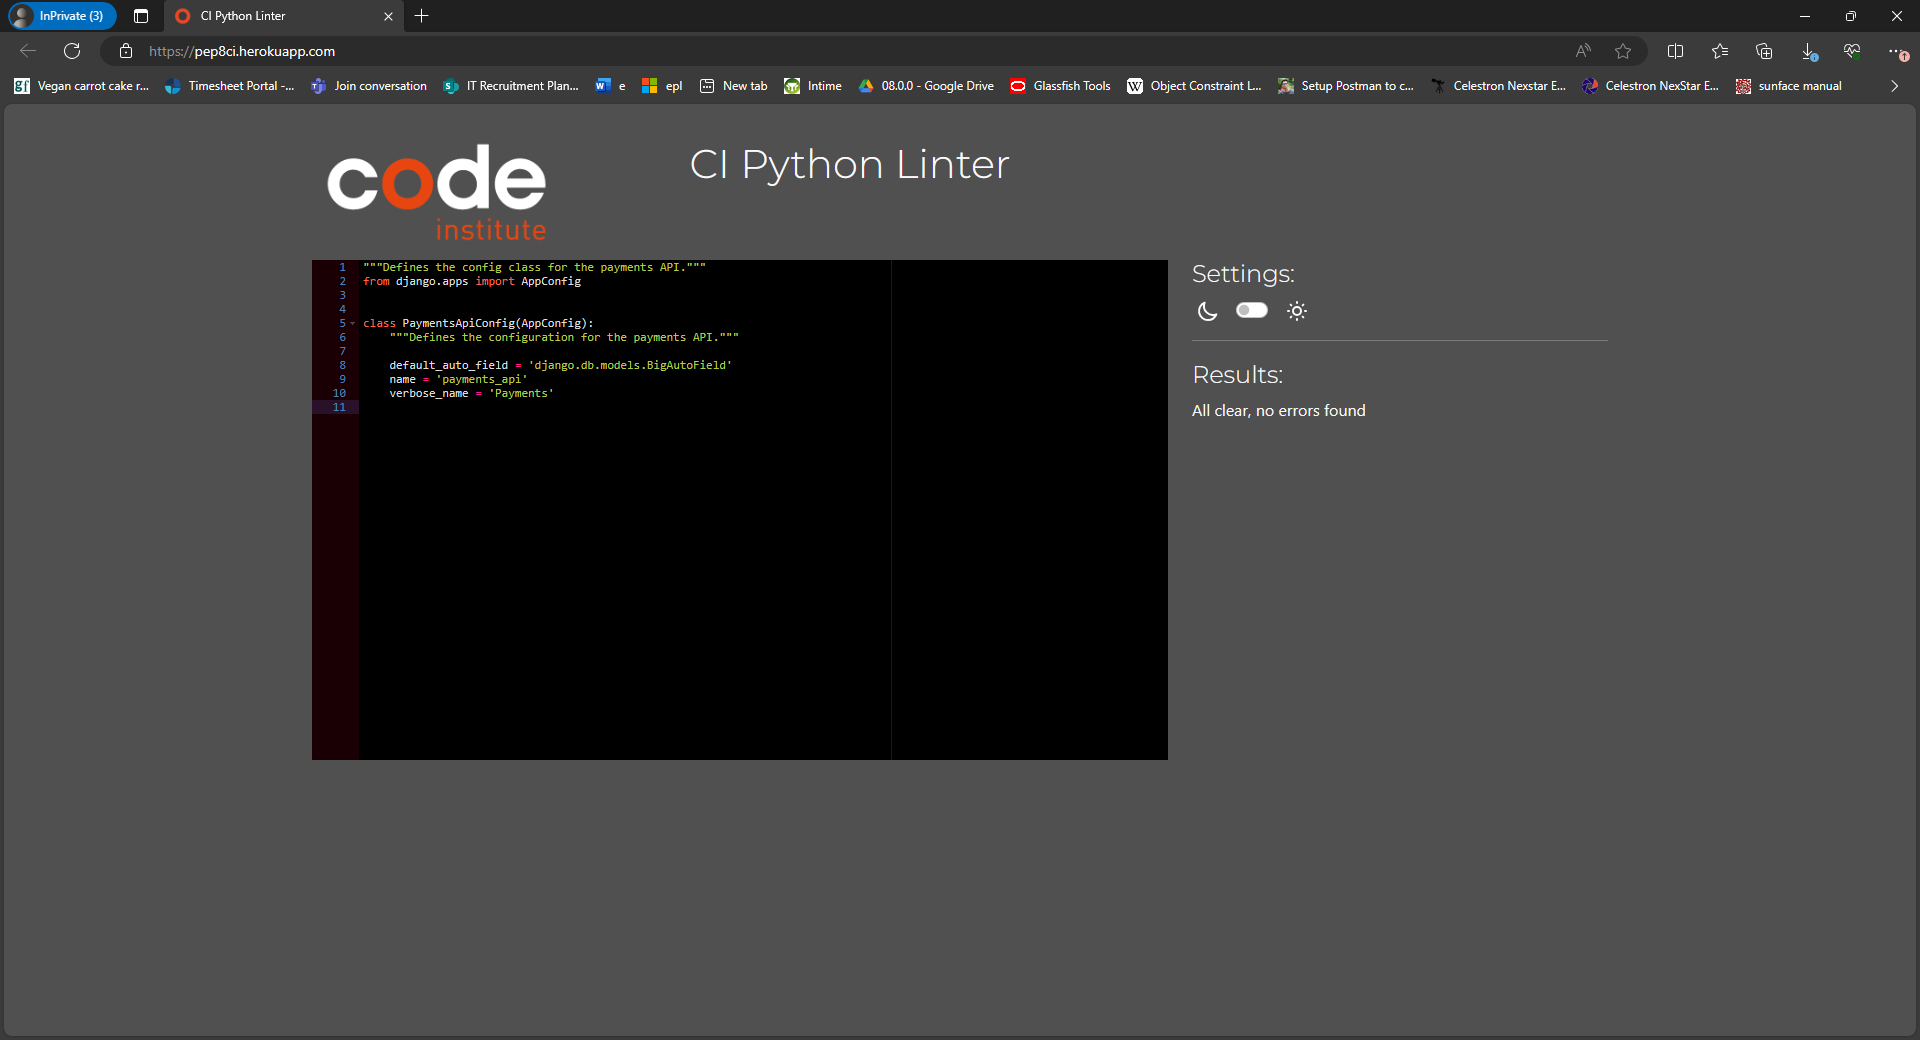 InPrivate (3)
CI Python Linter
https://pep8ci.herokuapp.com
Vegan carrot cake r...
Timesheet Portal -...
Join conversation
IT Recruitment Plan...
e
epl
New tab
Intime
08.0.0 - Google Drive
Glassfish Tools
Object Constraint L...
Setup Postman to c...
Celestron Nexstar E...
Celestron NexStar E...
sunface manual
code
institute
CI Python Linter
1 """Defines the config class for the payments API."""
2 from django.apps import AppConfig
3
4
5 class PaymentsApiConfig(AppConfig):
6 """Defines the configuration for the payments API."""
7
8 default_auto_field = 'django.db.models.BigAutoField'
9 name = 'payments_api'
10 verbose_name = 'Payments'
11
Settings:
Results:
All clear, no errors found